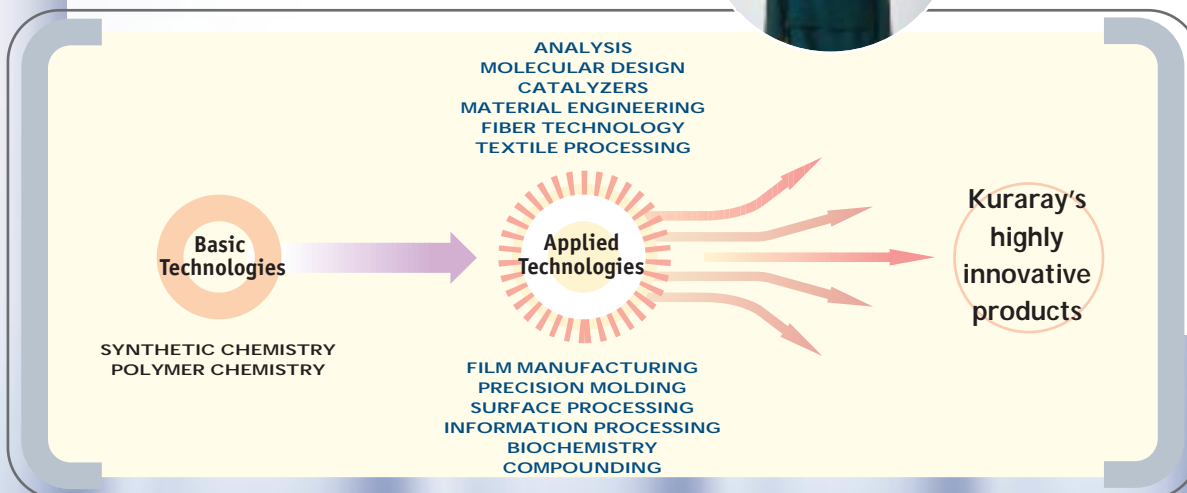 ANALYSIS
MOLECULAR DESIGN
CATALYZERS
MATERIAL ENGINEERING
FIBER TECHNOLOGY
TEXTILE PROCESSING
Basic
Technologies
SYNTHETIC CHEMISTRY
POLYMER CHEMISTRY
Applied
Technologies
FILM MANUFACTURING
PRECISION MOLDING
SURFACE PROCESSING
INFORMATION PROCESSING
BIOCHEMISTRY
COMPOUNDING
Kuraray's
highly
innovative
products